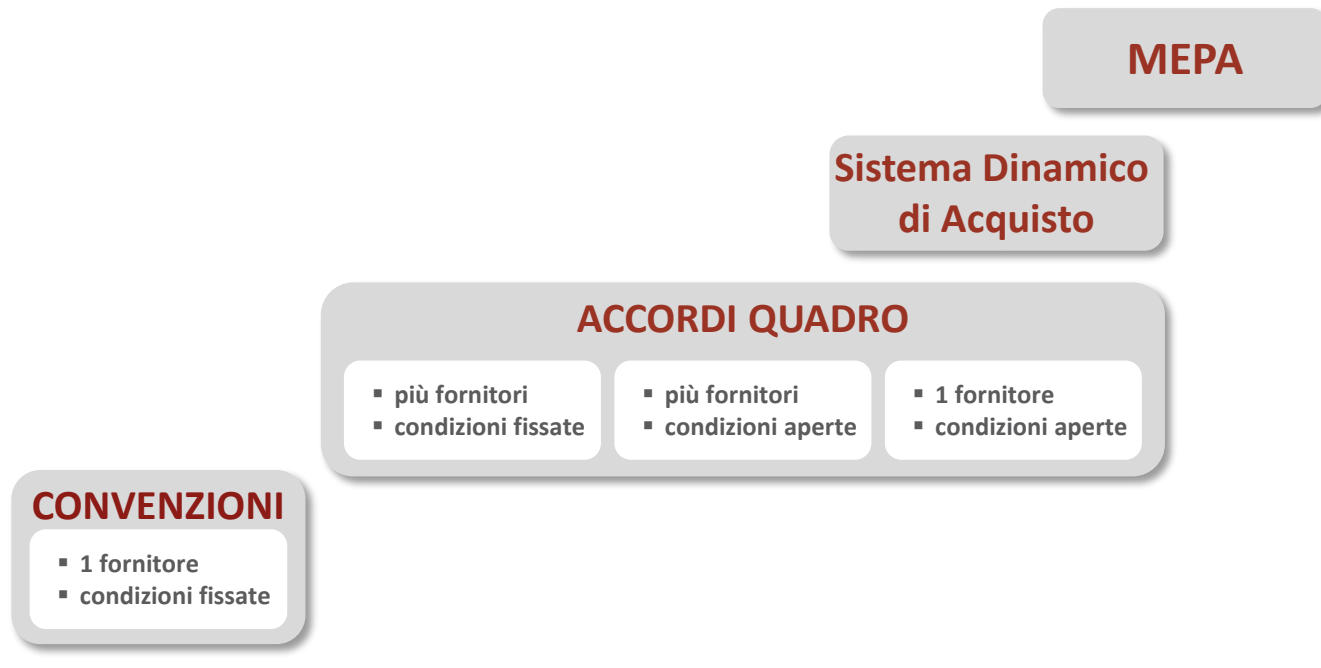 MEPA
Sistema Dinamico
di Acquisto
ACCORDI QUADRO
▪ più fornitori
▪ condizioni fissate
▪ più fornitori
▪ condizioni aperte
▪ 1 fornitore
▪ condizioni aperte
CONVENZIONI
▪ 1 fornitore
▪ condizioni fissate